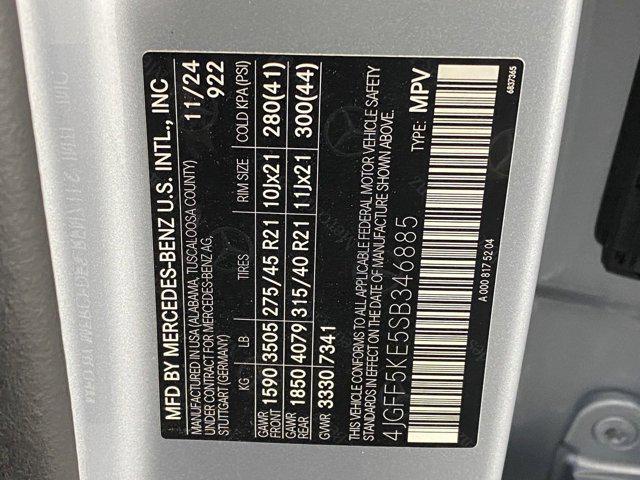 MFD BY MERCEDES-BENZ U.S. INTL., INC
MANUFACTURED IN USA (ALABAMA, TUSCALOOSA COUNTY) 11/24
UNDER CONTRACT FOR MERCEDES-BENZ AG, 922
STUTTGART (GERMANY)
KG LB TIRES RIM SIZE COLD KPA (PSI)
GAWR FRONT 1590 3505 275/45 R21 10Jx21 280(41)
GAWR REAR 1850 4079 315/40 R21 11Jx21 300(44)
GVWR 3330 7341
THIS VEHICLE CONFORMS TO ALL APPLICABLE FEDERAL MOTOR VEHICLE SAFETY
STANDARDS IN EFFECT ON THE DATE OF MANUFACTURE SHOWN ABOVE.
4JGFF5KE5SB346885 TYPE: MPV
A 000 817 52 04 6837365